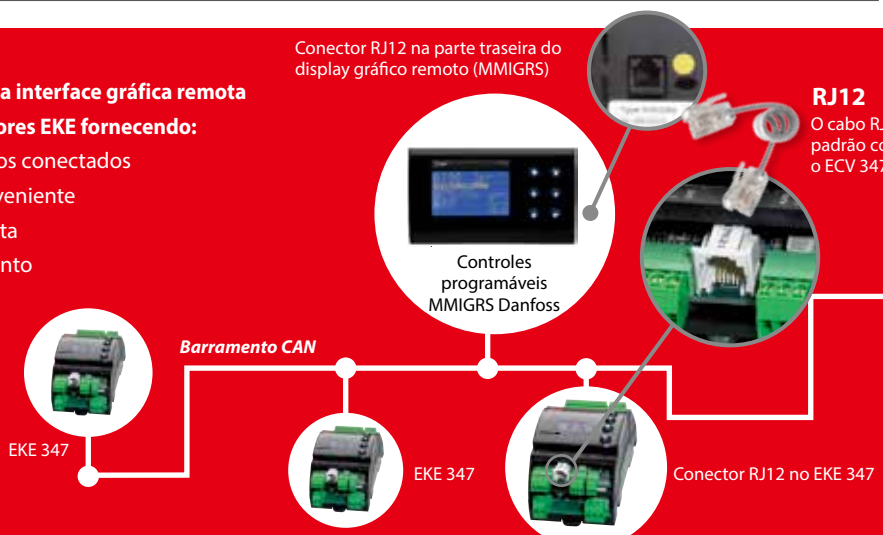 Conector RJ12 na parte traseira do
display gráfico remoto (MMIGRS)
a interface gráfica remota
ores EKE fornecendo:
os conectados
veniente
ta
nto
RJ12
O cabo RJ
padrão co
o ECV 347
Controles
programáveis
MMIGRS Danfoss
Barramento CAN
EKE 347
EKE 347
Conector RJ12 no EKE 347